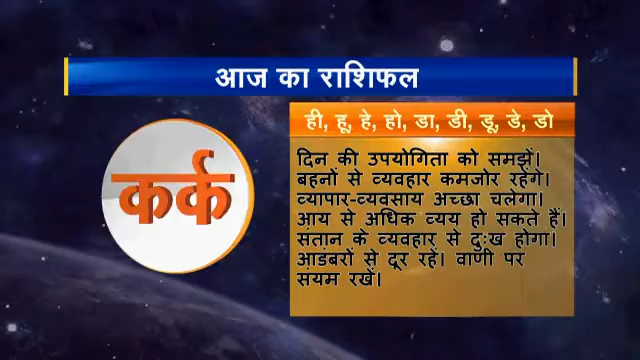 आज का राशिफल
ही, हू, हे, हो, डा, डी, डू, डे, डो
कर्क
दिन की उपयोगिता को समझें।
बहनों से व्यवहार कमजोर रहेंगे।
व्यापार-व्यवसाय अच्छा चलेगा।
आय से अधिक व्यय हो सकते हैं।
संतान के व्यवहार से दुःख होगा।
आडंबरों से दूर रहें। वाणी पर
संयम रखें।